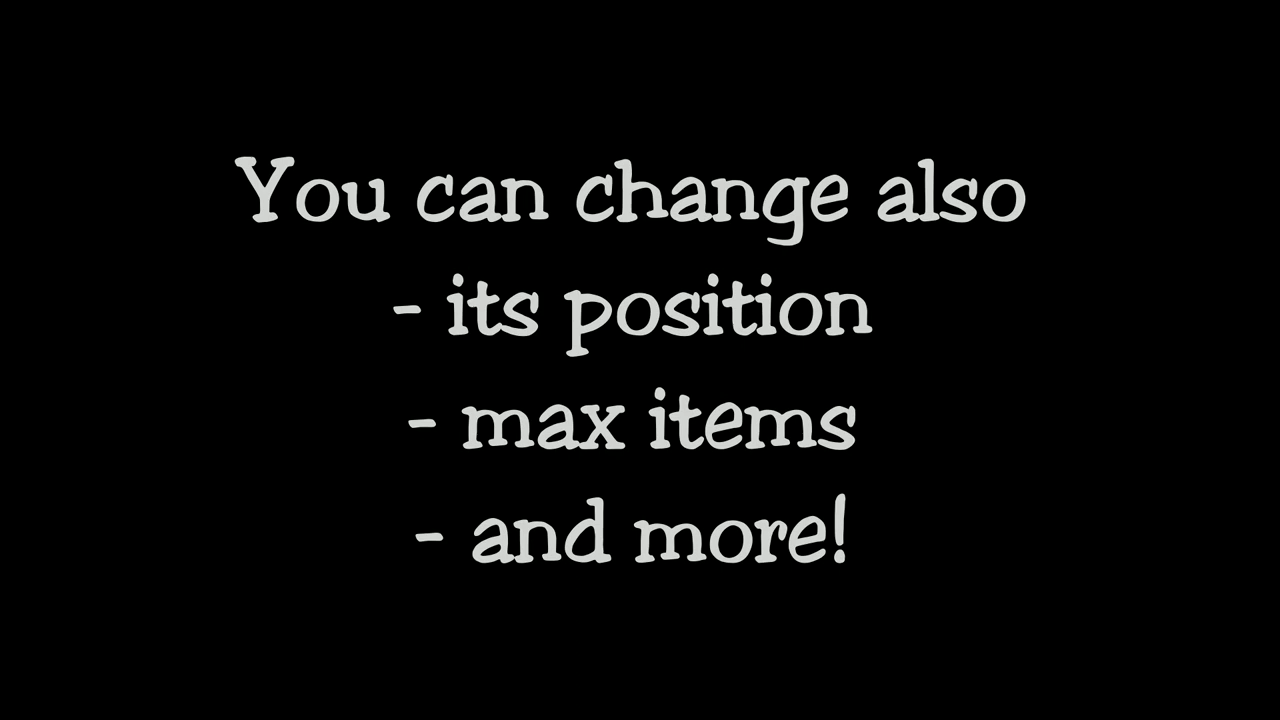 You can change also
- its position
- max items
- and more!